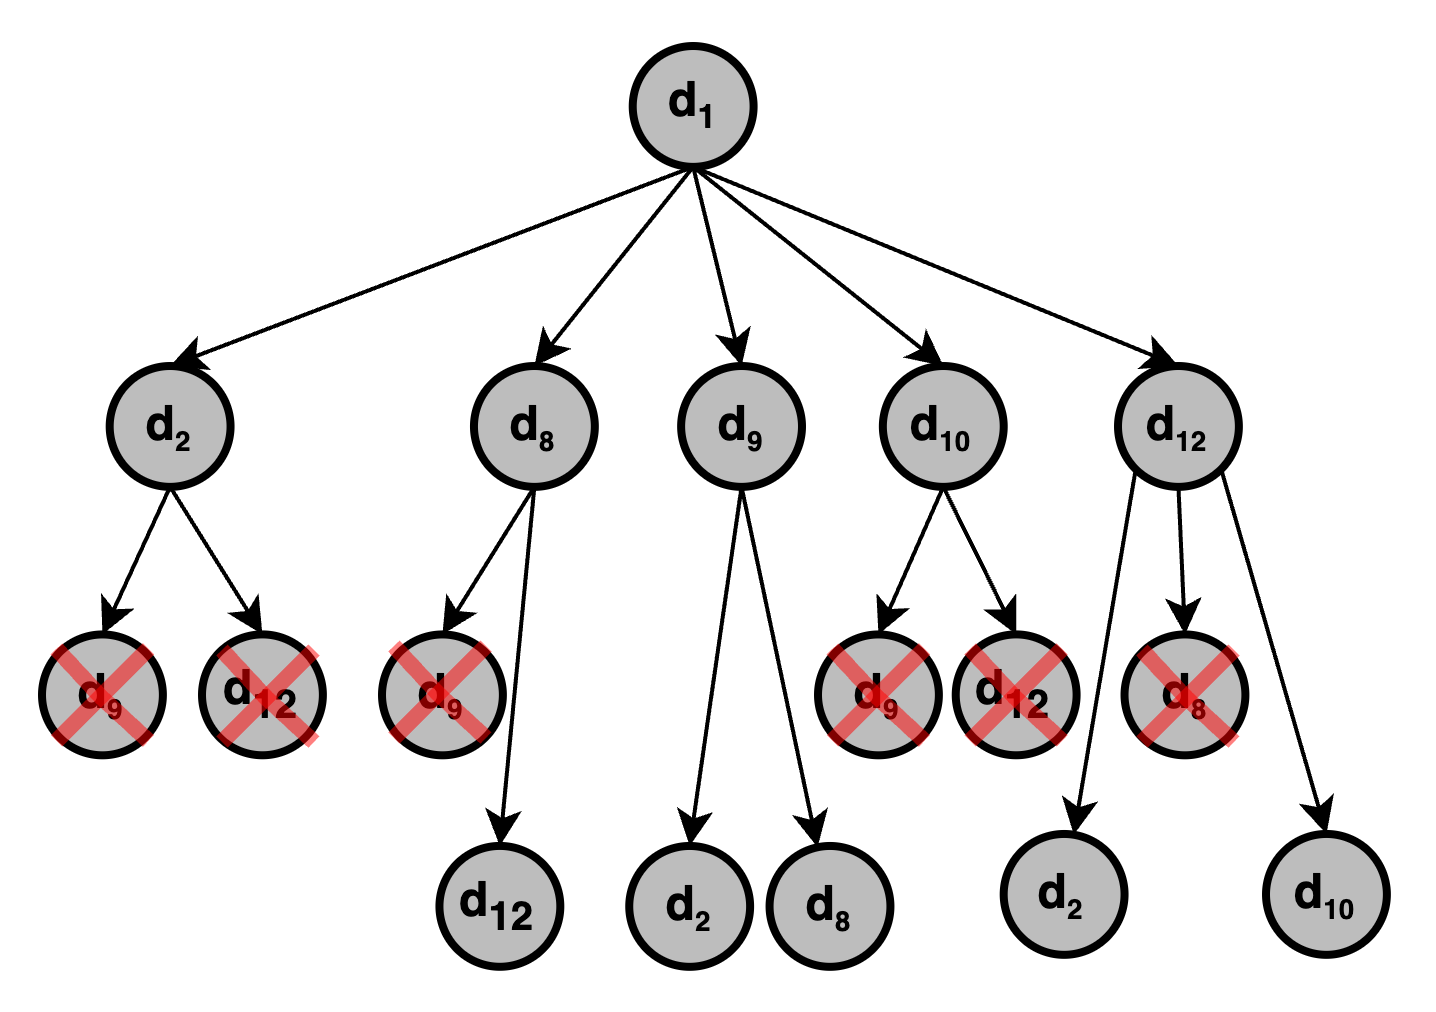 d₁
d₂ d₈ d₉ d₁₀ d₁₂
d₉ d₁₂ d₉ d₉ d₁₂ d₈
d₁₂ d₂ d₈ d₂ d₁₀